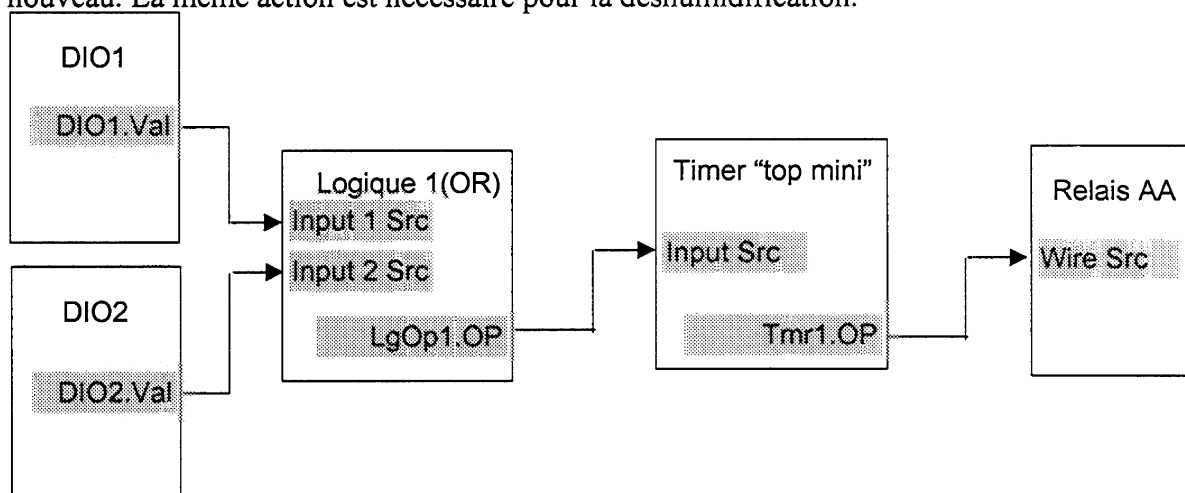 nouveau. La même action est nécessaire pour la déshumidification.
DIO1
DIO1.Val
DIO2
DIO2.Val
Logique 1(OR)
Input 1 Src
Input 2 Src
LgOp1.OP
Timer “top mini”
Input Src
Tmr1.OP
Relais AA
Wire Src